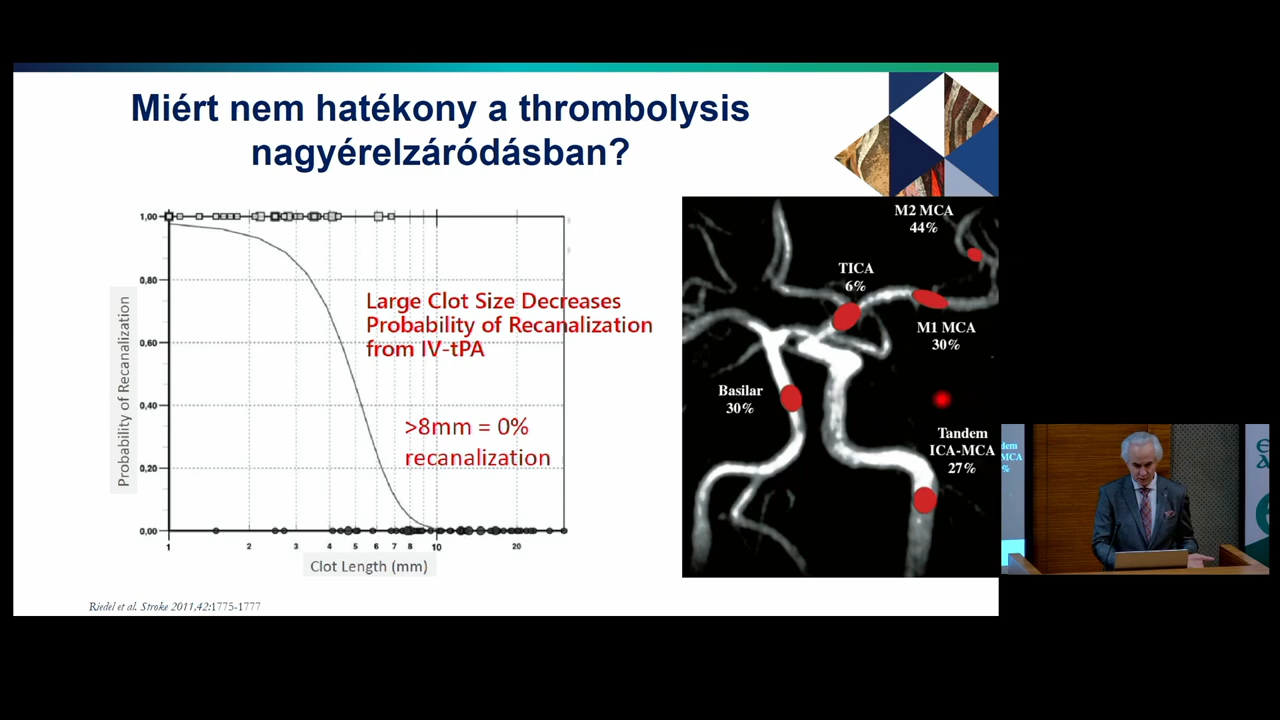 Miért nem hatékony a thrombolysis
nagyérelzáródásban?
Probability of Recanalization
1,00
0,80
0,60
0,40
0,20
0,00
1
2
3
4
5
6
7
8
10
20
Clot Length (mm)
Large Clot Size Decreases
Probability of Recanalization
from IV-tPA
>8mm = 0%
recanalization
M2 MCA
44%
TICA
6%
M1 MCA
30%
Basilar
30%
Tandem
ICA-MCA
27%
Riedel et al. Stroke 2011,42:1775-1777
dem
MCA
%